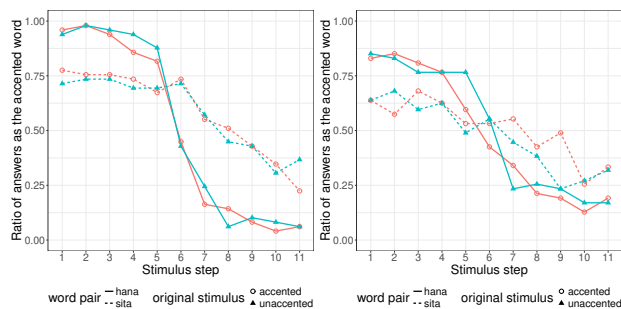 Ratio of answers as the accented word
1.00
0.75
0.50
0.25
0.00
1 2 3 4 5 6 7 8 9 10 11
Stimulus step
word pair
hana
sita
original stimulus
accented
unaccented
Ratio of answers as the accented word
1.00
0.75
0.50
0.25
0.00
1 2 3 4 5 6 7 8 9 10 11
Stimulus step
word pair
hana
sita
original stimulus
accented
unaccented